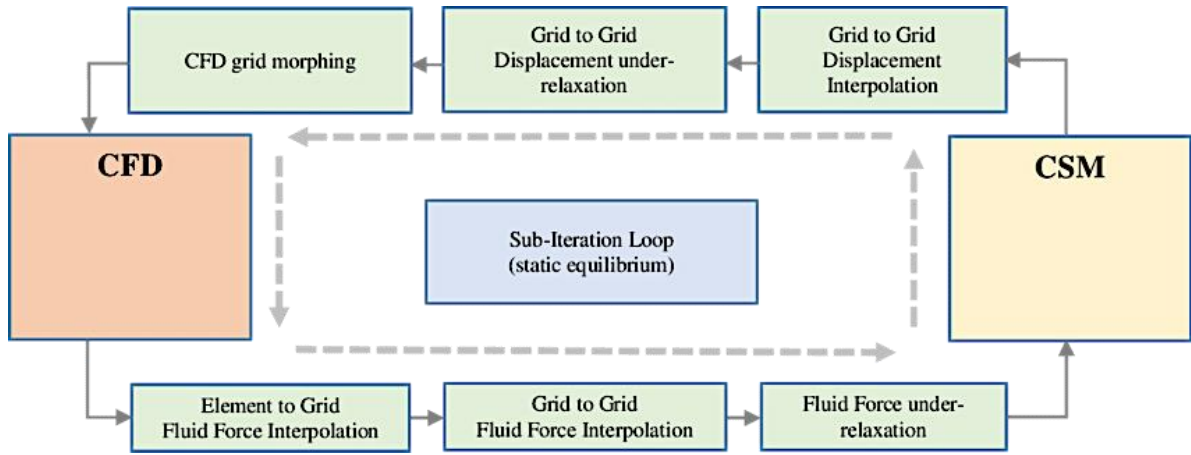 CFD grid morphing
Grid to Grid
Displacement under-
relaxation
Grid to Grid
Displacement
Interpolation
CFD
CSM
Sub-Iteration Loop
(static equilibrium)
Element to Grid
Fluid Force Interpolation
Grid to Grid
Fluid Force Interpolation
Fluid Force under-
relaxation